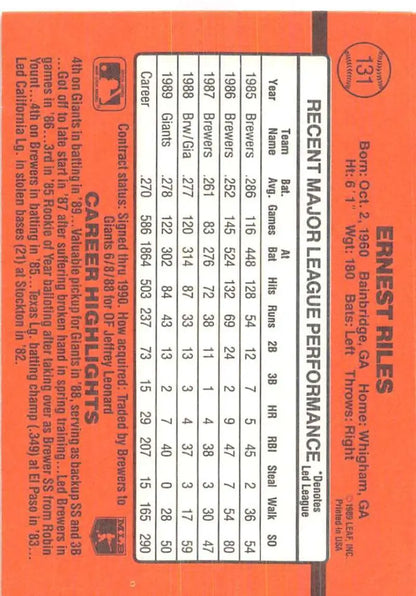 131
ERNEST RILES
Born: Oct. 2, 1960 Bainbridge, GA Home: Whigham, GA
Ht: 6'1" Wgt: 180 Bats: Left Throws: Right
© 1989 LEAF, INC.
Printed in USA
RECENT MAJOR LEAGUE PERFORMANCE *Denotes Led League
Team Bat. At
Year Name Avg. Games Bat Hits Runs 2B 3B HR RBI Steal Walk SO
1985 Brewers .286 116 448 128 54 12 7 5 45 2 36 54
1986 Brewers .252 145 524 132 69 24 2 9 47 7 54 80
1987 Brewers .261 83 276 72 38 11 1 4 38 3 30 47
1988 Brw/Gia .277 120 314 87 33 13 3 4 37 3 17 59
1989 Giants .278 122 302 84 43 13 2 7 40 0 28 50
Career .270 586 1864 503 237 73 15 29 207 15 165 290
Contract status: Signed thru 1990. How acquired: Traded by Brewers to
Giants 6/8/88 for OF Jeffrey Leonard
CAREER HIGHLIGHTS
4th on Giants in batting in '89...Valuable pickup for Giants in '88, serving as backup SS and 3B
...Got off to late start in '87 after suffering broken hand in spring training...Led Brewers in
games in '86...3rd in '85 Rookie of Year balloting after taking over as Brewer SS from Robin
Yount...4th on Brewers in batting in '85...Texas Lg. batting champ (.349) at El Paso in '83...
Led California Lg. in stolen bases (21) at Stockton in '82.
MLB